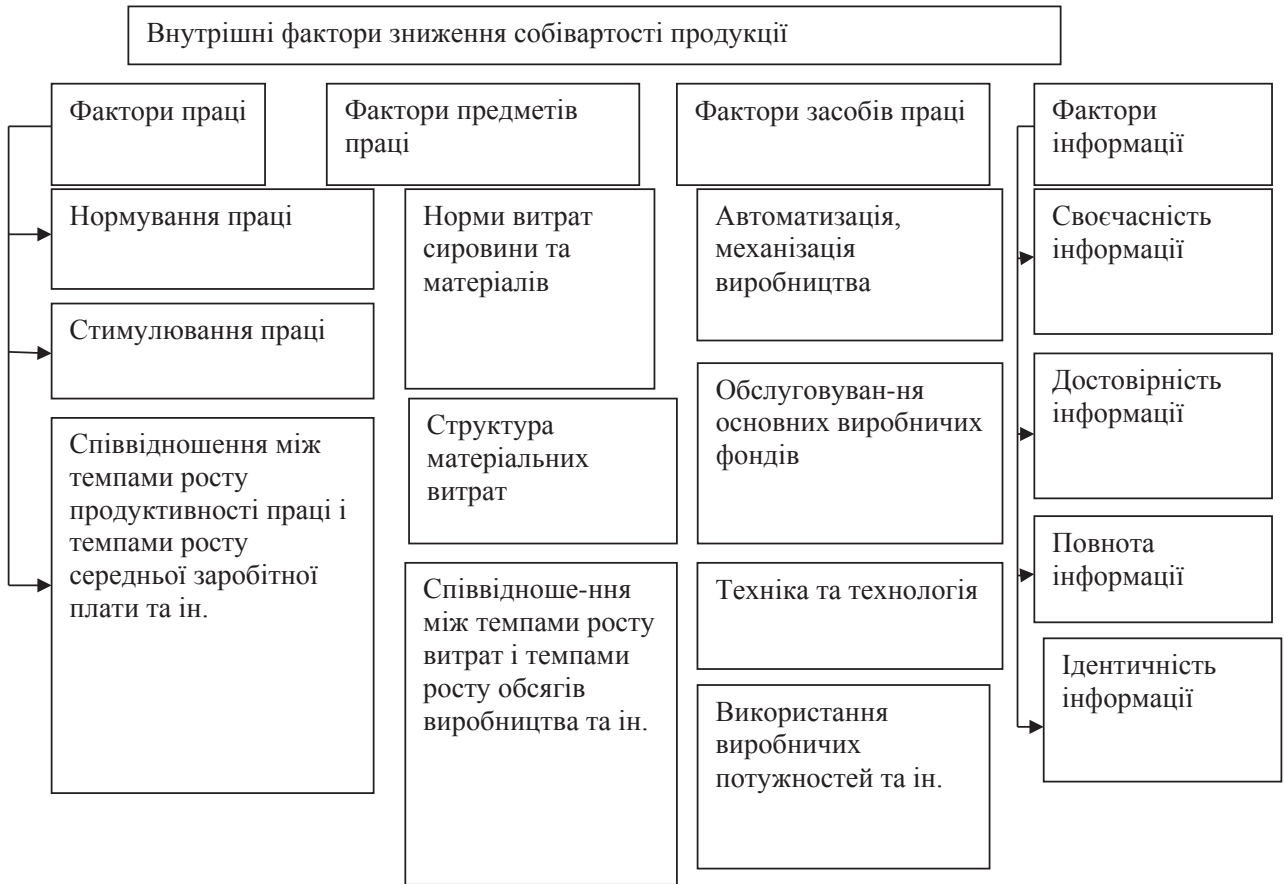 Внутрішні фактори зниження собівартості продукції
Фактори праці
Фактори предметів
праці
Фактори засобів праці
Фактори
інформації
Нормування праці
Стимулювання праці
Співвідношення між
темпами росту
продуктивності праці і
темпами росту
середньої заробітної
плати та ін.
Норми витрат
сировини та
матеріалів
Структура
матеріальних
витрат
Співвідноше-ння
між темпами росту
витрат і темпами
росту обсягів
виробництва та ін.
Автоматизація,
механізація
виробництва
Обслуговуван-ня
основних виробничих
фондів
Техніка та технологія
Використання
виробничих
потужностей та ін.
Своєчасність
інформації
Достовірність
інформації
Повнота
інформації
Ідентичність
інформації